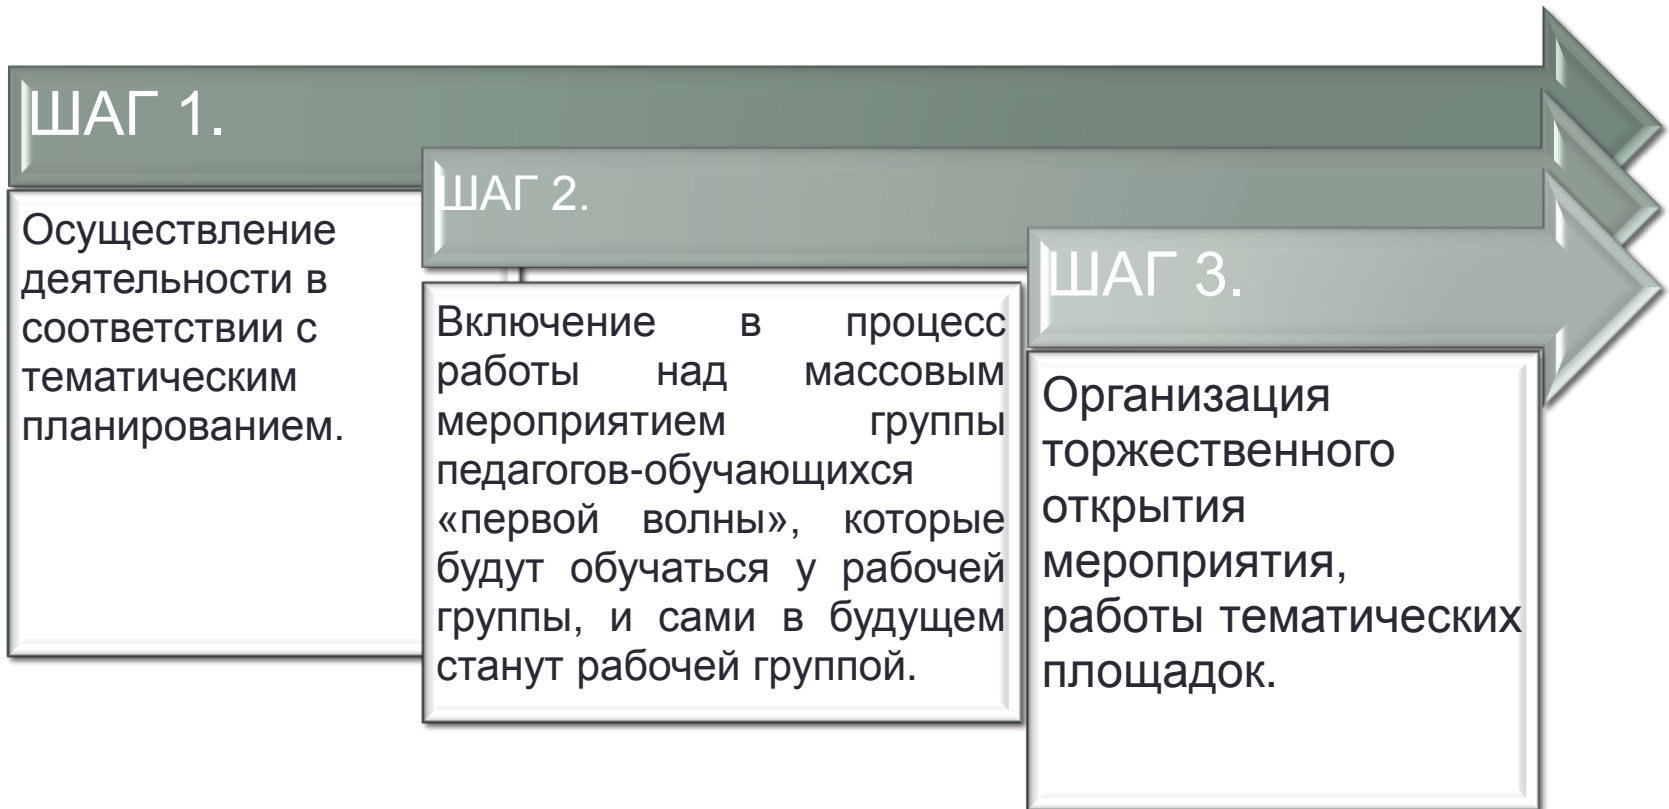 ШАГ 1.
Осуществление
деятельности в
соответствии с
тематическим
планированием.
ШАГ 2.
Включение в процесс
работы над массовым
мероприятием группы
педагогов-обучающихся
«первой волны», которые
будут обучаться у рабочей
группы, и сами в будущем
станут рабочей группой.
ШАГ 3.
Организация
торжественного
открытия
мероприятия,
работы тематических
площадок.